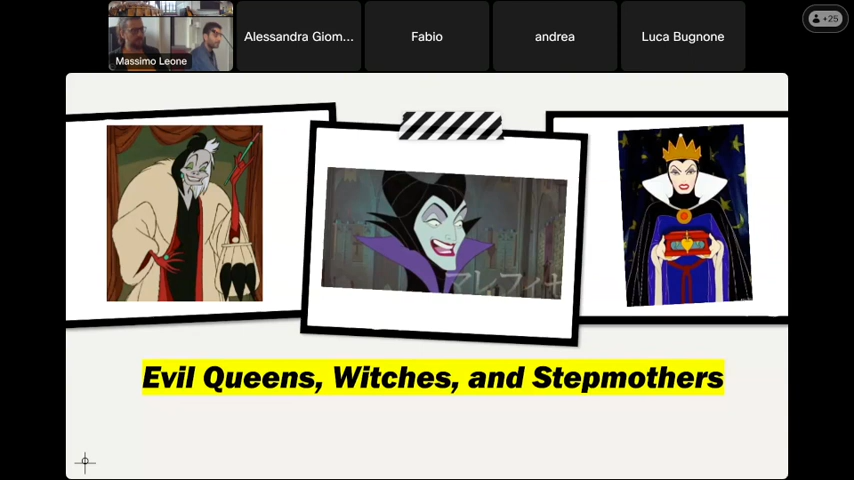 Massimo Leone
Alessandra Giom...
Fabio
andrea
Luca Bugnone
+25
マレフィセ
Evil Queens, Witches, and Stepmothers